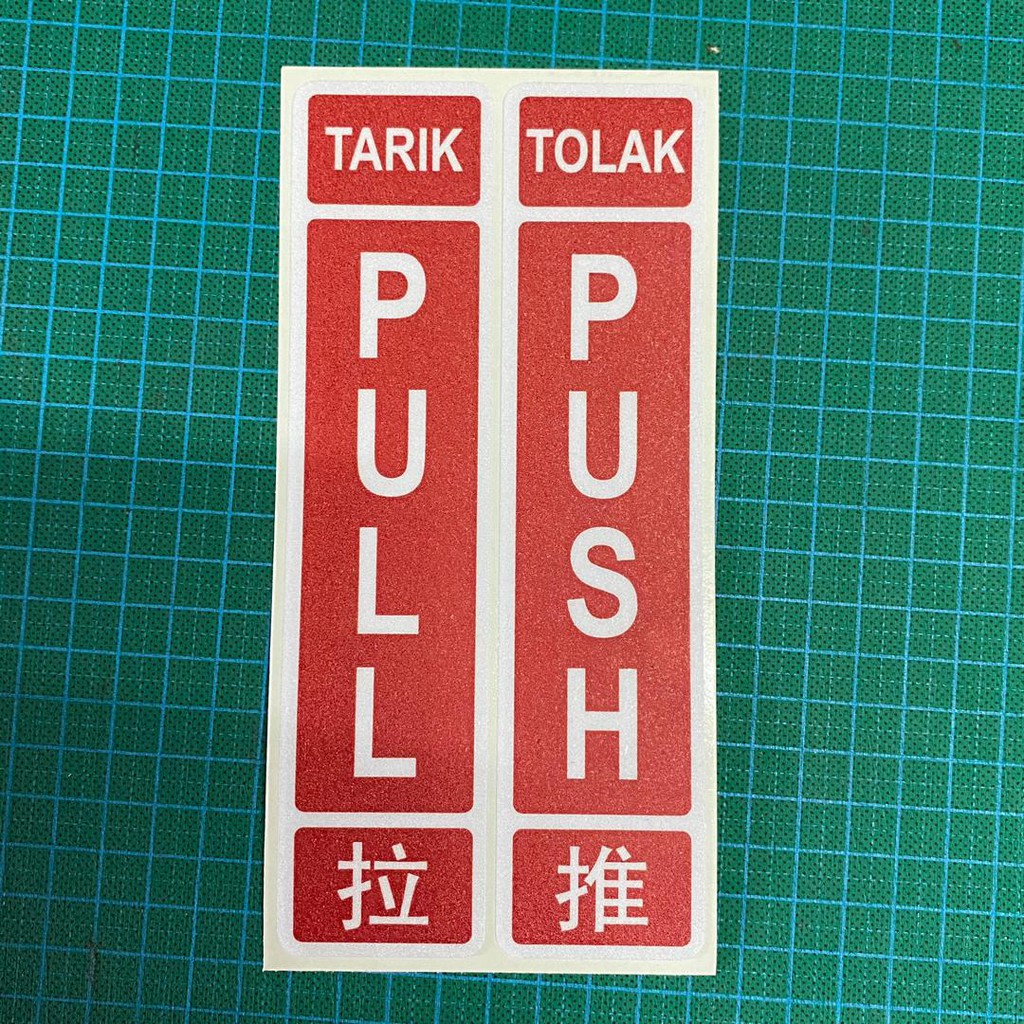 TARIK
PULL
拉
TOLAK
PUSH
推